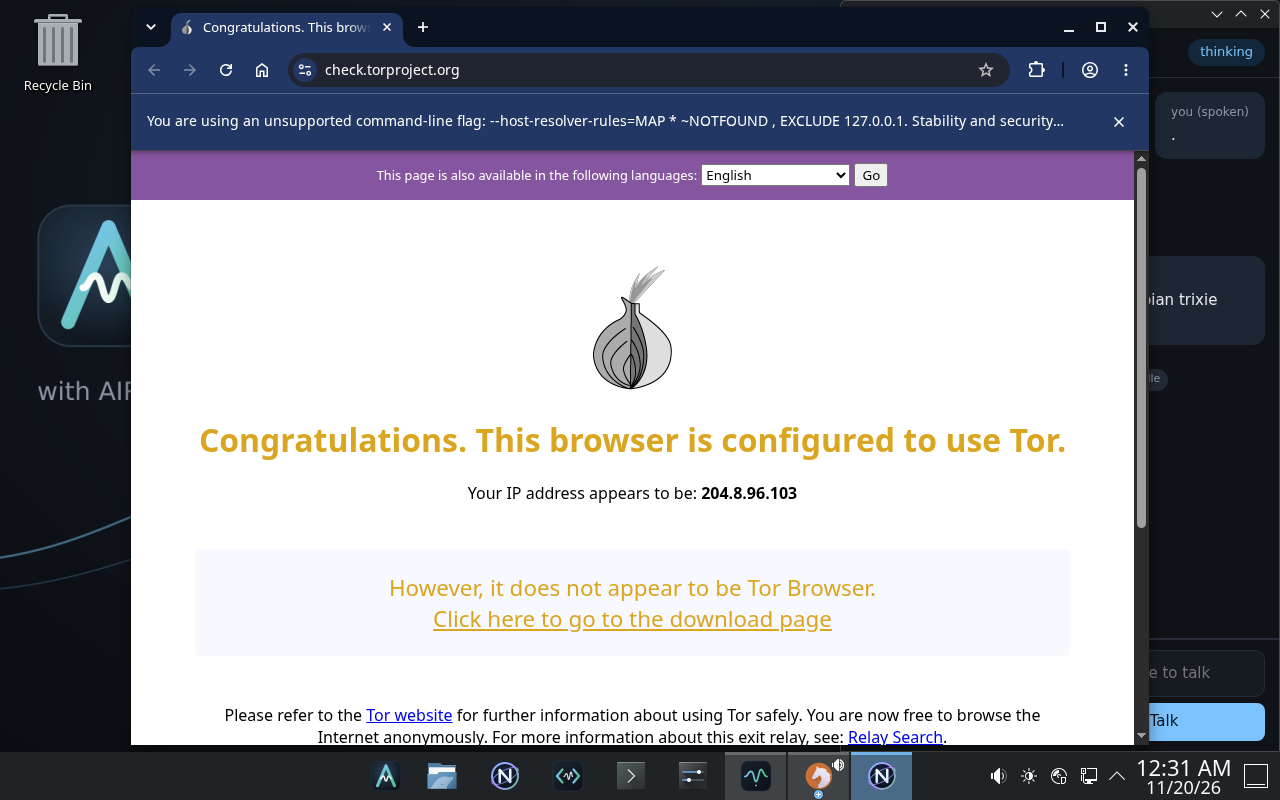 Recycle Bin
Congratulations. This brow
check.torproject.org
thinking
You are using an unsupported command-line flag: --host-resolver-rules=MAP * ~NOTFOUND , EXCLUDE 127.0.0.1. Stability and security...
you (spoken)
.
This page is also available in the following languages: English Go
Congratulations. This browser is configured to use Tor.
Your IP address appears to be: 204.8.96.103
However, it does not appear to be Tor Browser.
Click here to go to the download page
Please refer to the Tor website for further information about using Tor safely. You are now free to browse the
Internet anonymously. For more information about this exit relay, see: Relay Search.
with
trixie
to talk
Talk
12:31 AM
11/20/26